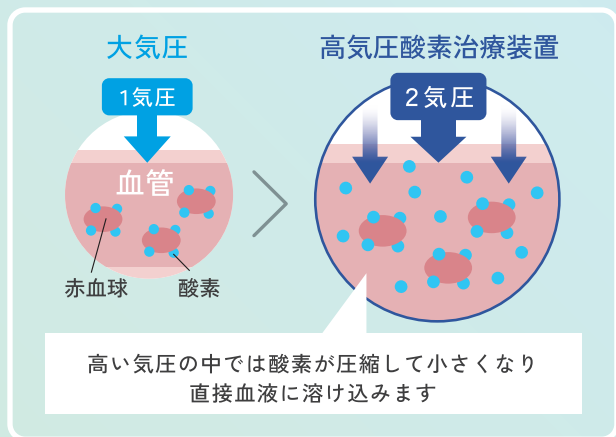 大気圧
高気圧酸素治療装置
1気圧
2気圧
血管
赤血球
酸素
高い気圧の中では酸素が圧縮して小さくなり
直接血液に溶け込みます